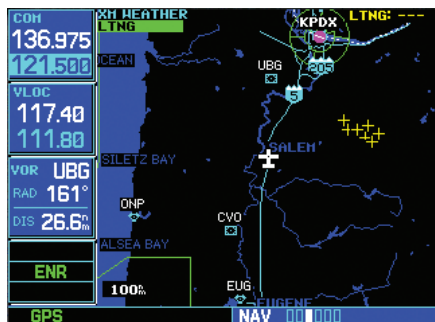 COM
136.975
121.500
VLOC
117.40
111.80
VOR UBG
RAD 161°
DIS 26.6nm
ENR
GPS
XM WEATHER
LTNG
LTNG: ---
KPDX
OCEAN
UBG
205
5
SILETZ BAY
SALEM
ONP
CVO
ALSEA BAY
100nm
EUG
EUGENE
NAV